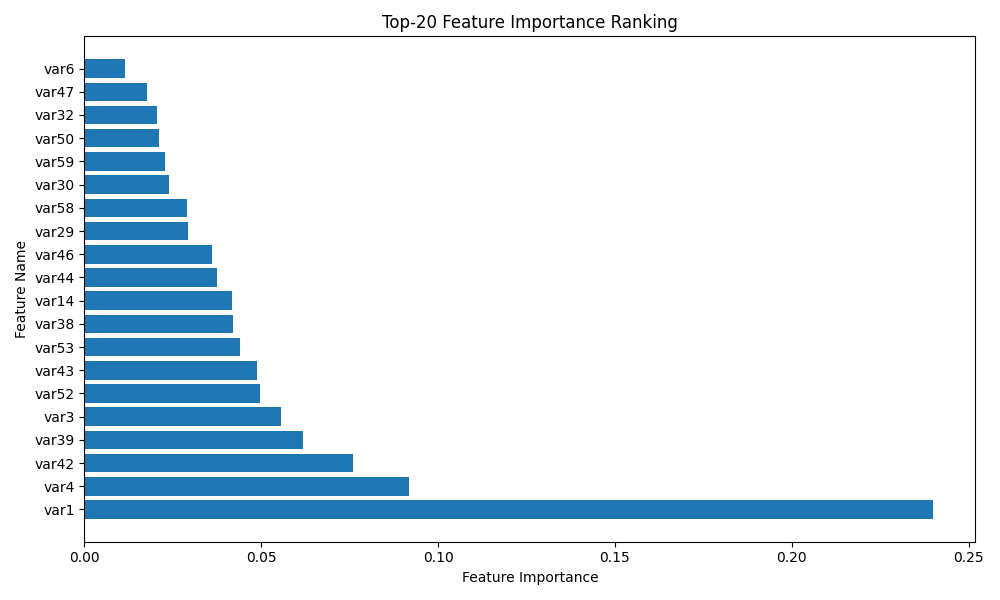 Top-20 Feature Importance Ranking
Feature Name
var6
var47
var32
var50
var59
var30
var58
var29
var46
var44
var14
var38
var53
var43
var52
var3
var39
var42
var4
var1
0.00 0.05 0.10 0.15 0.20 0.25
Feature Importance